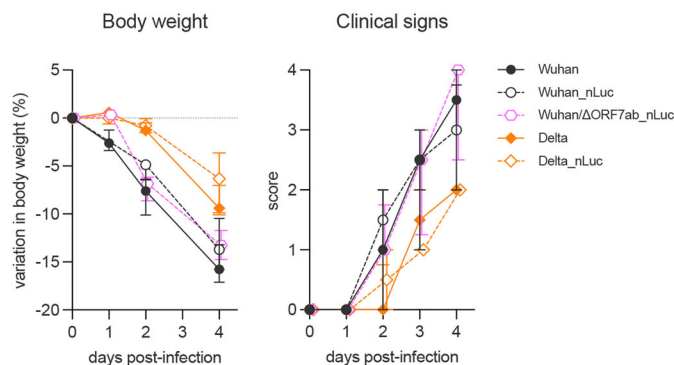 Body weight
variation in body weight (%)
5
0
-5
-10
-15
-20
0
1
2
3
4
days post-infection
Clinical signs
score
4
3
2
1
0
0
1
2
3
4
days post-infection
Wuhan
Wuhan_nLuc
Wuhan/ΔORF7ab_nLuc
Delta
Delta_nLuc